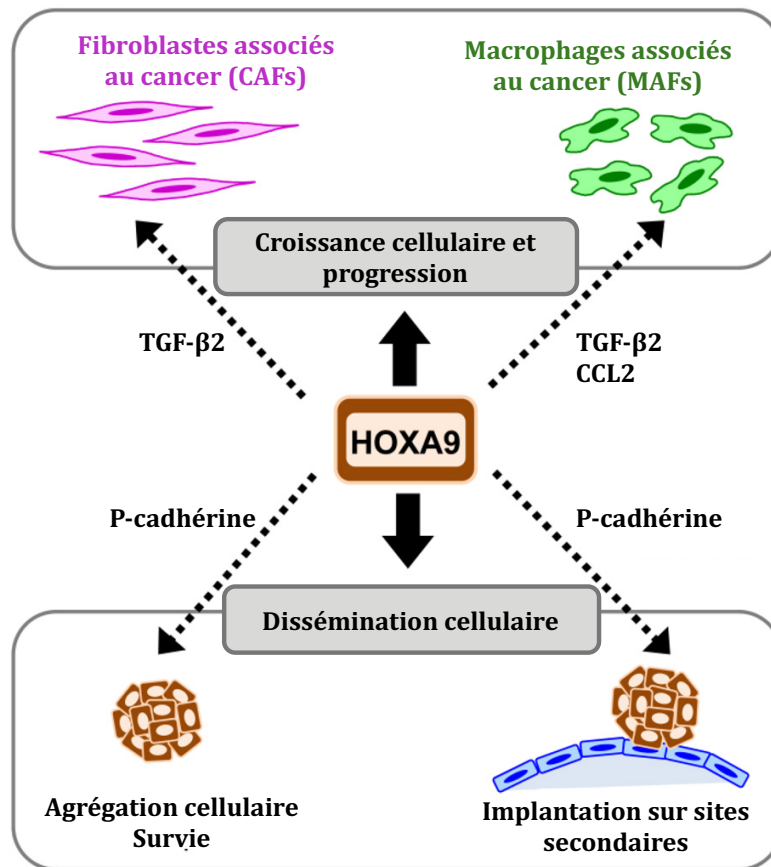 Fibroblastes associés
au cancer (CAFs)
Macrophages associés
au cancer (MAFs)
Croissance cellulaire et
progression
TGF-β2
TGF-β2
CCL2
HOXA9
P-cadhérine
P-cadhérine
Dissémination cellulaire
Agrégation cellulaire
Survie
Implantation sur sites
secondaires